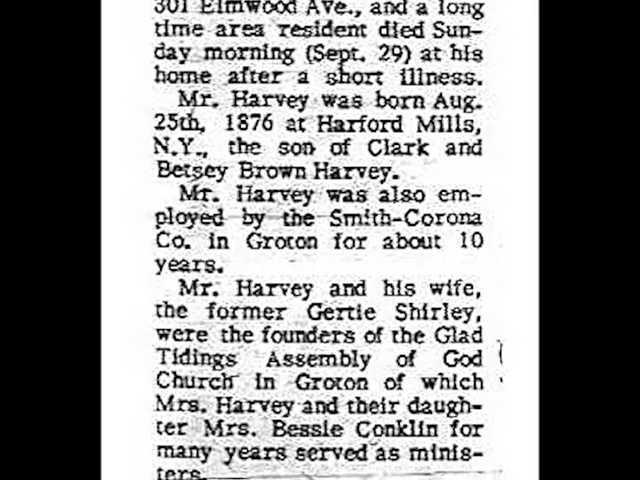 301 Elmwood Ave., and a long
time area resident died Sun-
day morning (Sept. 29) at his
home after a short illness.
Mr. Harvey was born Aug.
25th, 1876 at Harford Mills,
N.Y., the son of Clark and
Betsey Brown Harvey.
Mr. Harvey was also em-
ployed by the Smith-Corona
Co. in Groton for about 10
years.
Mr. Harvey and his wife,
the former Gertie Shirley,
were the founders of the Glad
Tidings Assembly of God
Church in Groton of which
Mrs. Harvey and their daugh-
ter Mrs. Bessie Conklin for
many years served as minis-
ters.